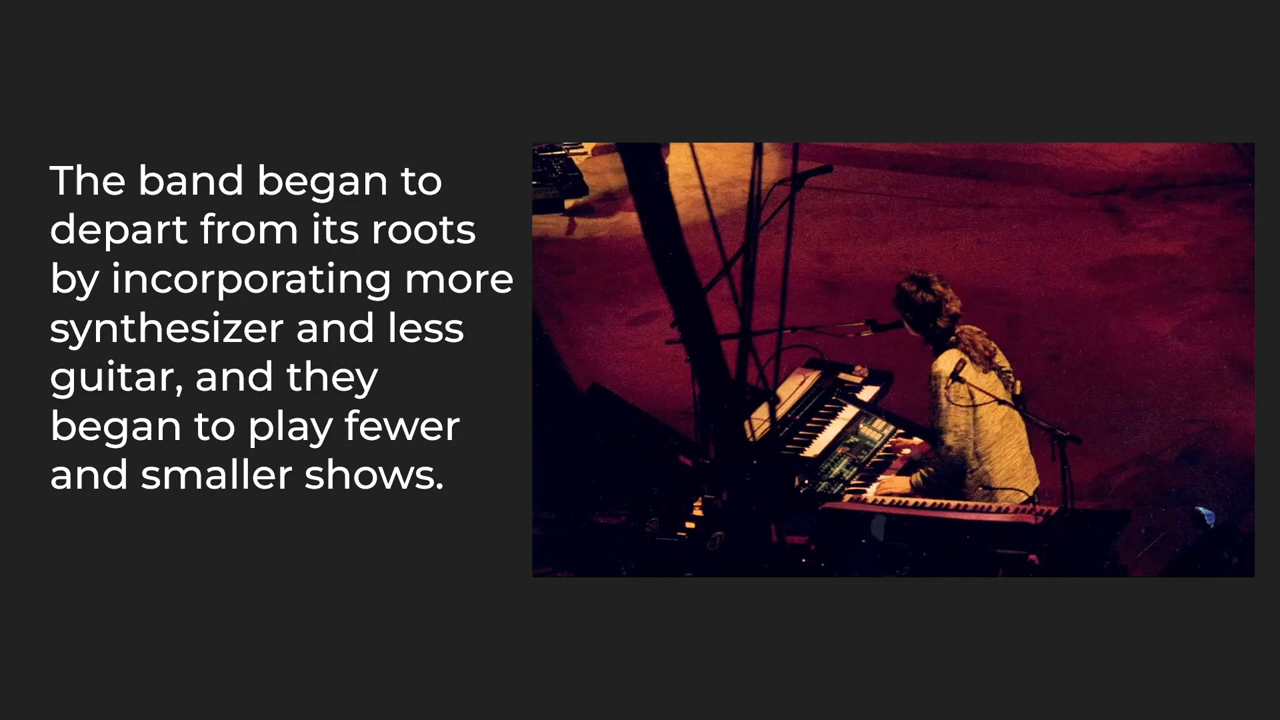 The band began to
depart from its roots
by incorporating more
synthesizer and less
guitar, and they
began to play fewer
and smaller shows.